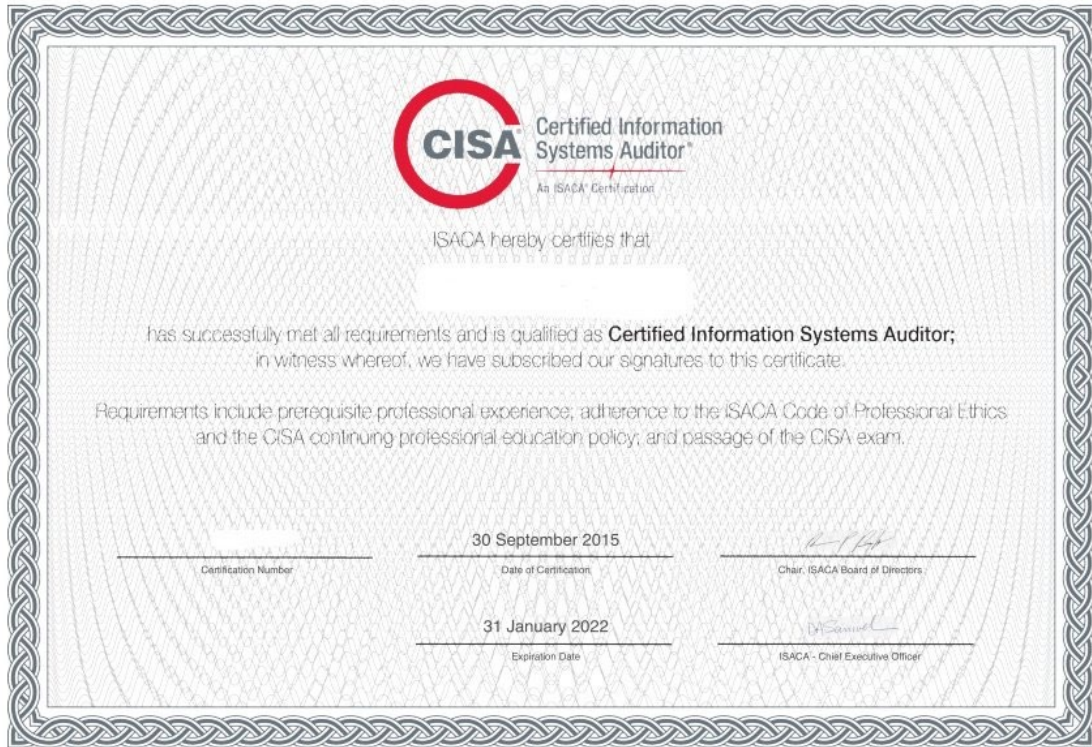 CISA®
Certified Information
Systems Auditor®
An ISACA® Certification
ISACA hereby certifies that
has successfully met all requirements and is qualified as Certified Information Systems Auditor;
in witness whereof, we have subscribed our signatures to this certificate.
Requirements include prerequisite professional experience; adherence to the ISACA Code of Professional Ethics
and the CISA continuing professional education policy; and passage of the CISA exam.
30 September 2015
Certification Number
Date of Certification
Chair, ISACA Board of Directors
31 January 2022
Expiration Date
ISACA - Chief Executive Officer